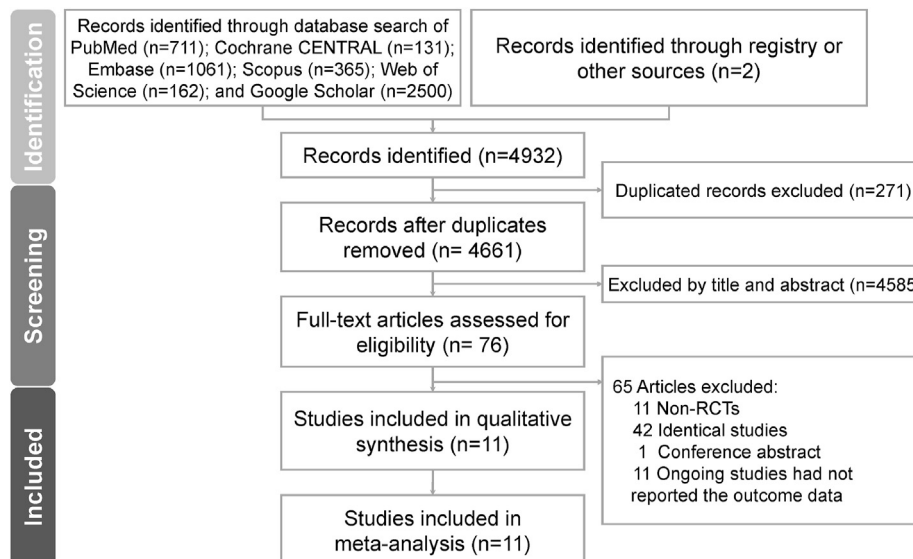 Identification
Records identified through database search of
PubMed (n=711); Cochrane CENTRAL (n=131);
Embase (n=1061); Scopus (n=365); Web of
Science (n=162); and Google Scholar (n=2500)
Records identified through registry or
other sources (n=2)
Records identified (n=4932)
Duplicated records excluded (n=271)
Screening
Records after duplicates
removed (n= 4661)
Excluded by title and abstract (n=4585
Full-text articles assessed for
eligibility (n= 76)
65 Articles excluded:
11 Non-RCTs
42 Identical studies
1 Conference abstract
11 Ongoing studies had not
reported the outcome data
Included
Studies included in qualitative
synthesis (n=11)
Studies included in
meta-analysis (n=11)